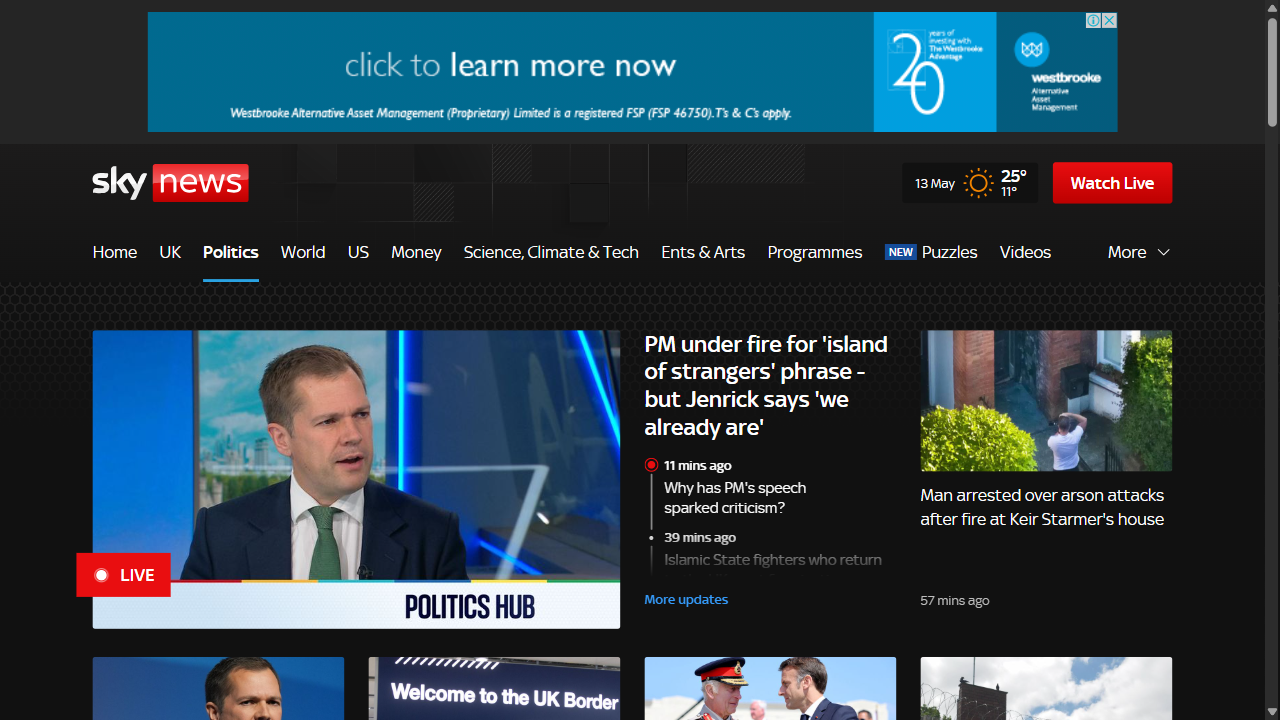 click to learn more now
Westbrooke Alternative Asset Management (Proprietary) Limited is a registered FSP (FSP 46750).T's & C's apply.
20
years of
investing with
The Westbrooke
Advantage
westbrooke
Alternative
Asset
Management
sky news
13 May
25°
11°
Watch Live
Home
UK
Politics
World
US
Money
Science, Climate & Tech
Ents & Arts
Programmes
NEW Puzzles
Videos
More
LIVE
POLITICS HUB
PM under fire for 'island
of strangers' phrase -
but Jenrick says 'we
already are'
11 mins ago
Why has PM's speech
sparked criticism?
39 mins ago
Islamic State fighters who return
More updates
Man arrested over arson attacks
after fire at Keir Starmer's house
57 mins ago
Welcome to the UK Border